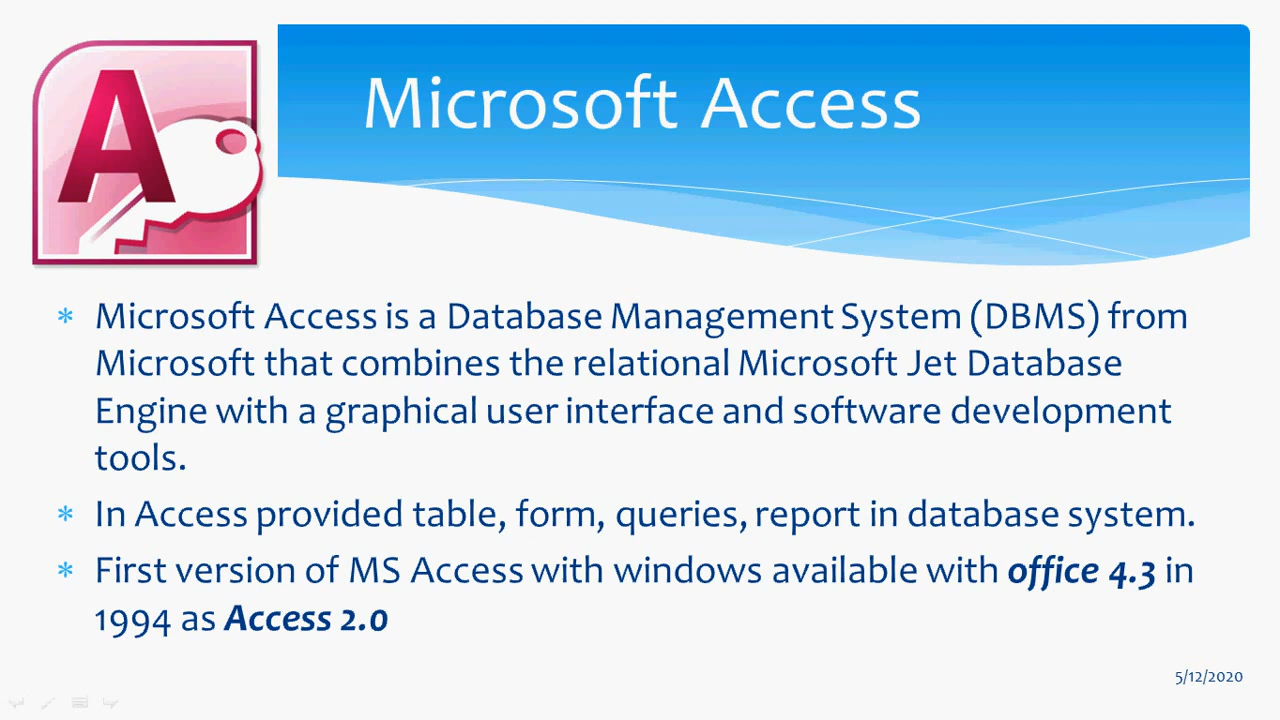 A
Microsoft Access
* Microsoft Access is a Database Management System (DBMS) from
Microsoft that combines the relational Microsoft Jet Database
Engine with a graphical user interface and software development
tools.
* In Access provided table, form, queries, report in database system.
* First version of MS Access with windows available with office 4.3 in
1994 as Access 2.0
5/12/2020